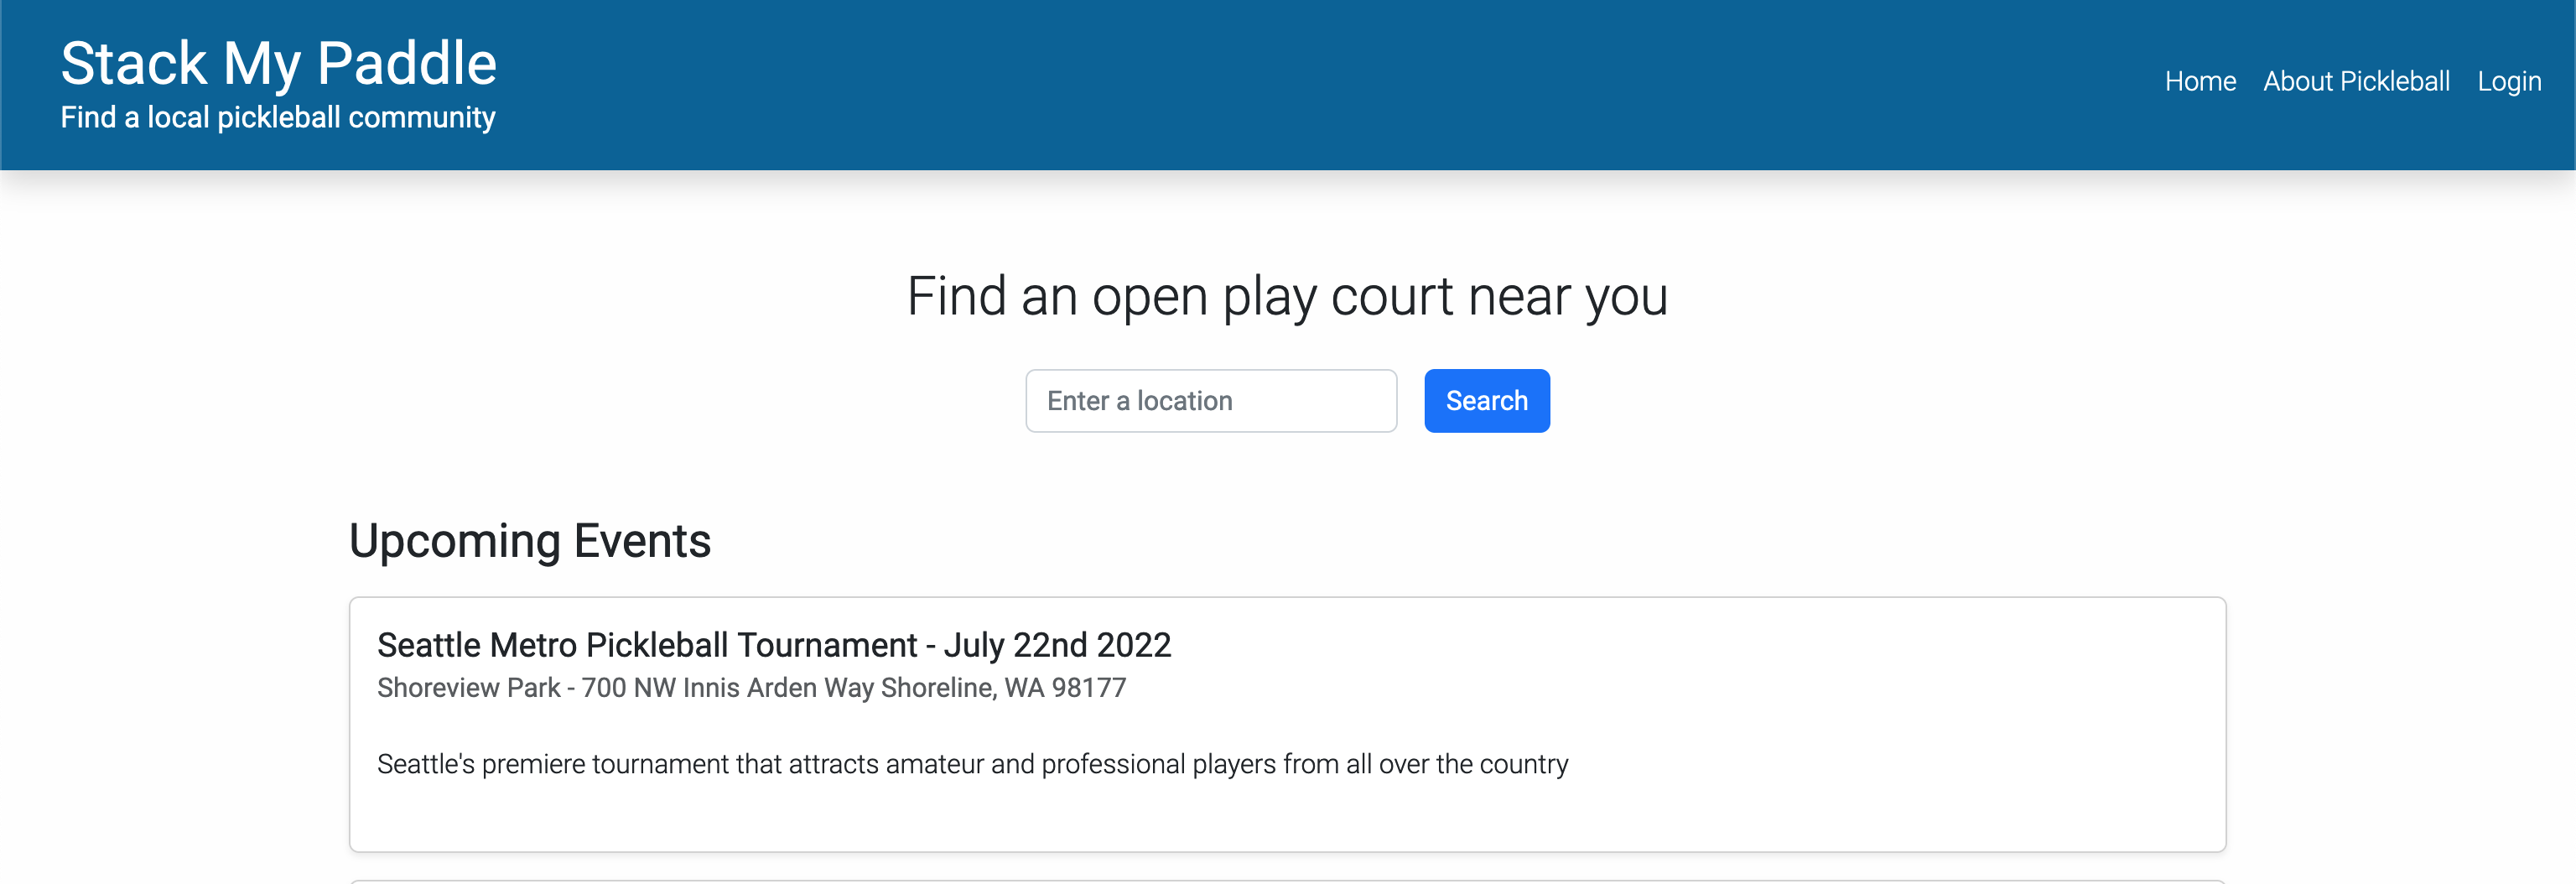 Stack My Paddle
Find a local pickleball community
Home About Pickleball Login
Find an open play court near you
Enter a location Search
Upcoming Events
Seattle Metro Pickleball Tournament - July 22nd 2022
Shoreview Park - 700 NW Innis Arden Way Shoreline, WA 98177
Seattle's premiere tournament that attracts amateur and professional players from all over the country